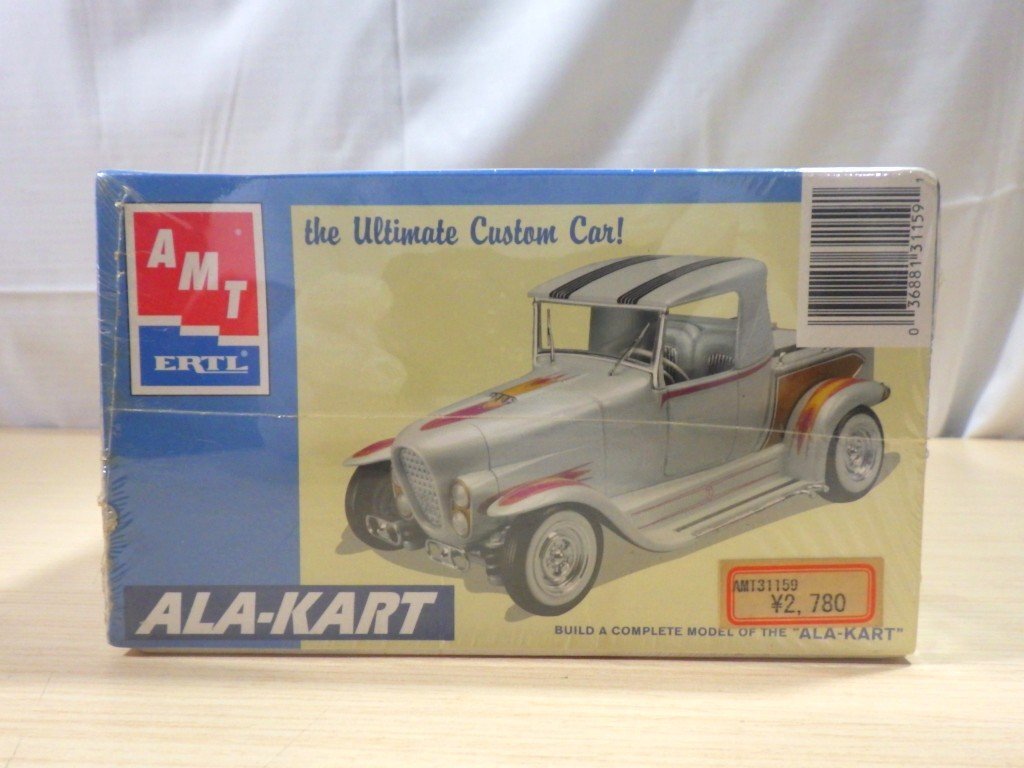 the Ultimate Custom Car!
AMT
ERTL®
0 36881 31159 7
AMT31159
¥2,780
ALA-KART
BUILD A COMPLETE MODEL OF THE "ALA-KART"